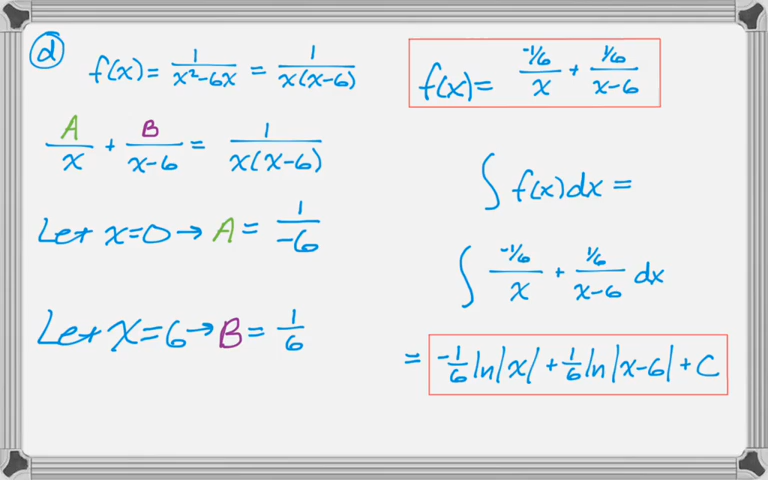 d
f(x) = 1/(x²-6x) = 1/(x(x-6))
A/x + B/(x-6) = 1/(x(x-6))
Let x=0 → A = 1/-6
Let x=6 → B = 1/6
f(x) = (-1/6)/x + (1/6)/(x-6)
∫ f(x) dx =
∫ (-1/6)/x + (1/6)/(x-6) dx
= -1/6 ln|x| + 1/6 ln|x-6| + C